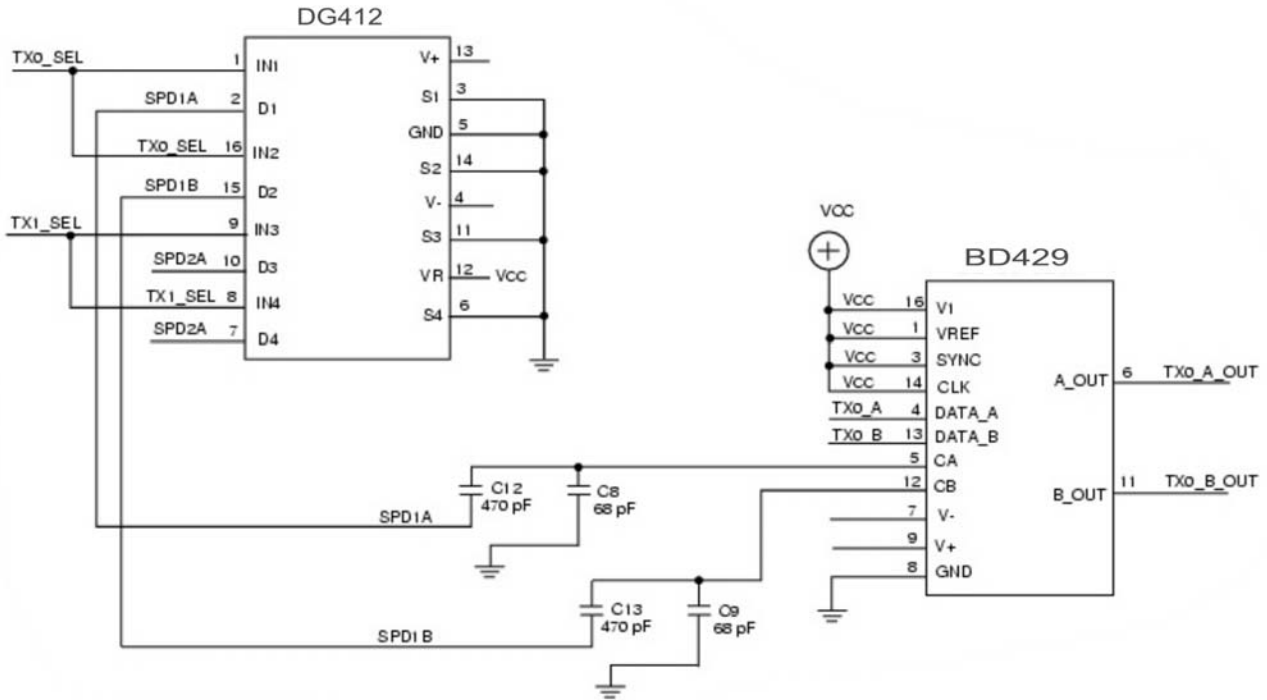 DG412
TX0_SEL
1 IN1
SPD1A 2 D1
TX0_SEL 16 IN2
SPD1B 15 D2
TX1_SEL
9 IN3
SPD2A 10 D3
TX1_SEL 8 IN4
SPD2A 7 D4
V+ 13
S1 3
GND 5
S2 14
V- 4
S3 11
VR 12 Vcc
S4 6
VCC
BD429
Vcc 16 V1
Vcc 1 VREF
Vcc 3 SYNC
Vcc 14 CLK
TX0_A 4 DATA_A
TX0_B 13 DATA_B
5 CA
12 CB
7 V-
9 V+
8 GND
A_OUT 6 TX0_A_OUT
B_OUT 11 TX0_B_OUT
C12
470 pF
C8
68 pF
SPD1A
C13
470 pF
C9
68 pF
SPD1B